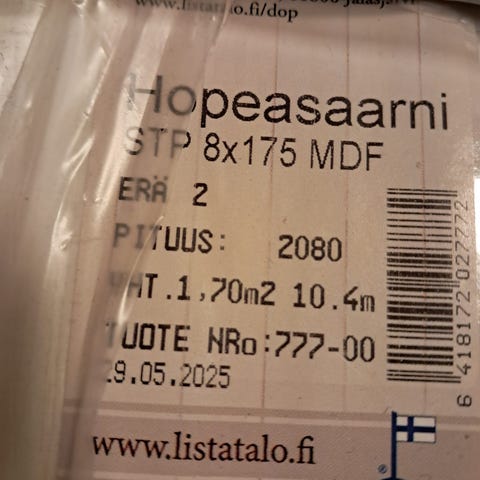 www.listatalo.fi/dop
Hopeasaarni
STP 8x175 MDF
ERÄ 2
PITUUS: 2080
1,70m2 10.4m
TUOTE NRo:777-00
29.05.2025
6 418172 027772
www.listatalo.fi